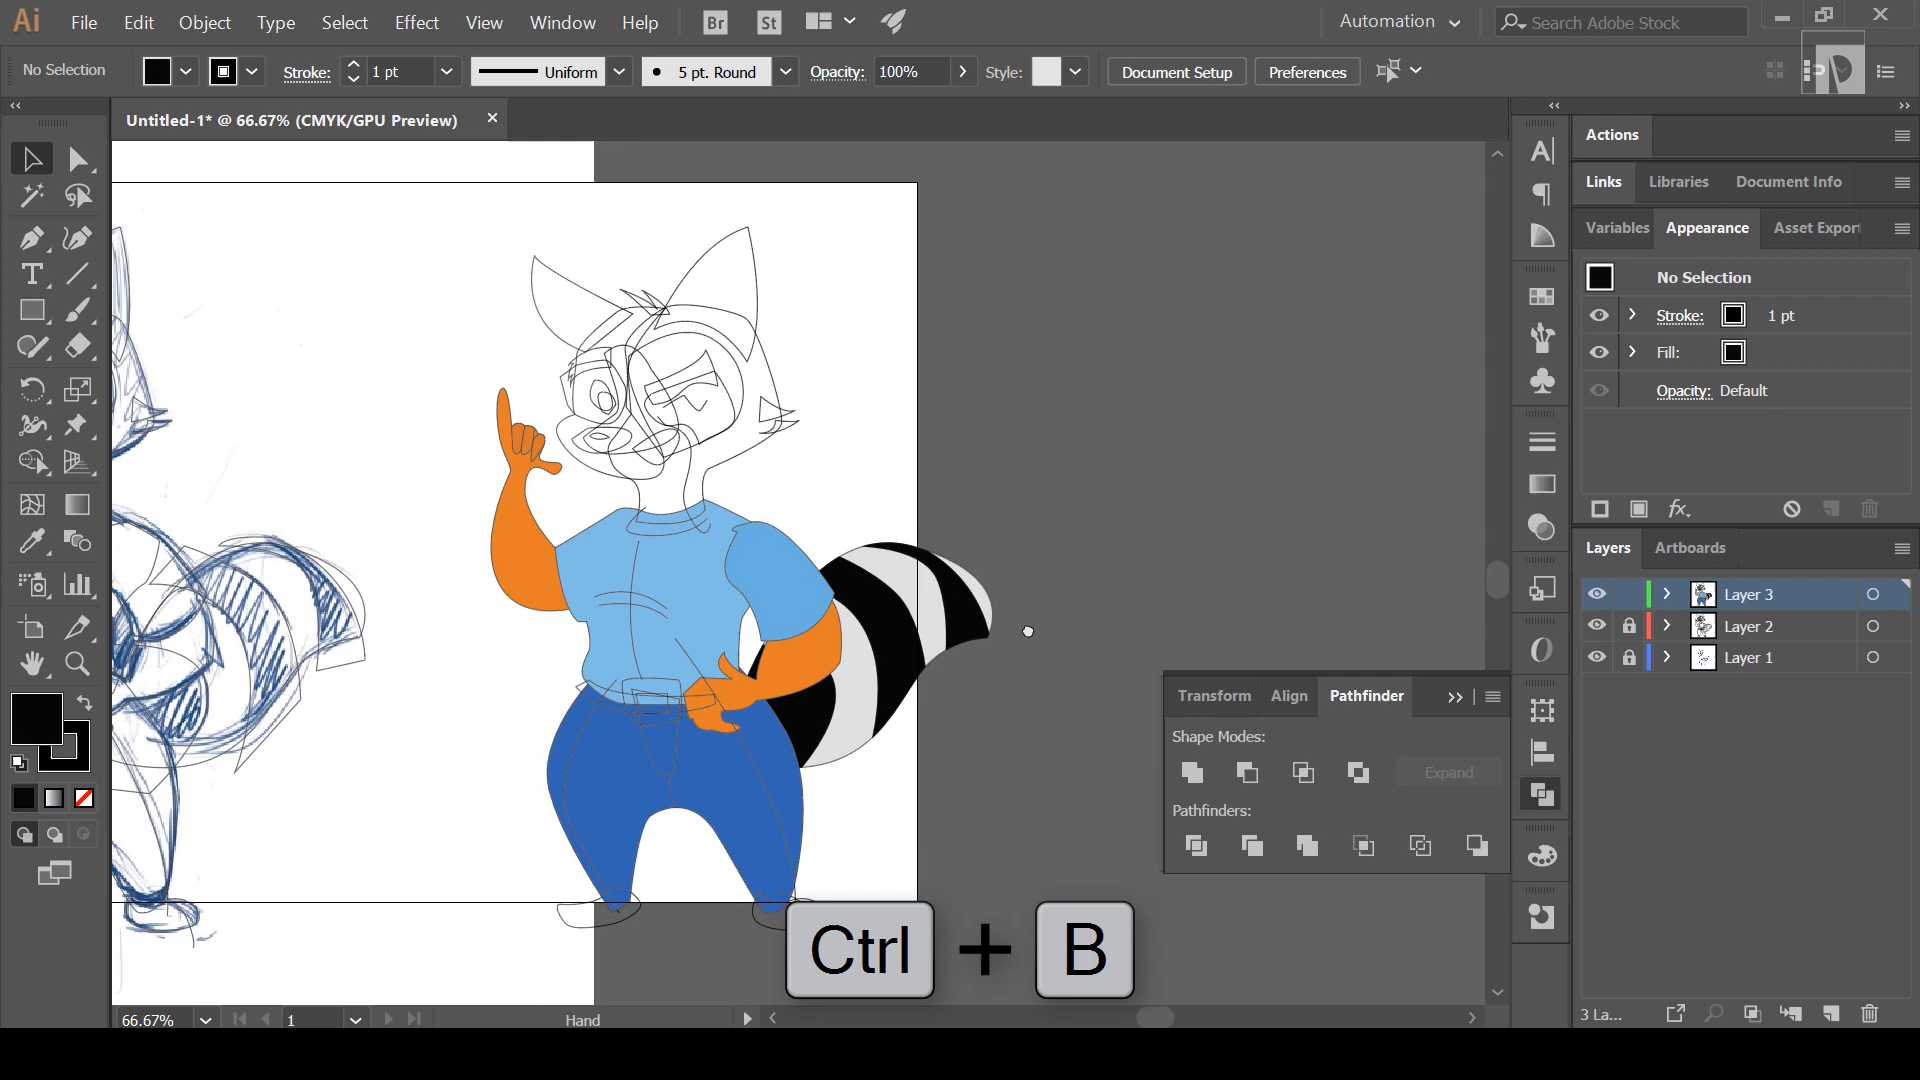 Ai File Edit Object Type Select Effect View Window Help Br St Automation Search Adobe Stock
No Selection Stroke: 1 pt Uniform 5 pt. Round Opacity: 100% Style: Document Setup Preferences
Untitled-1* @ 66.67% (CMYK/GPU Preview)
Actions
Links Libraries Document Info
Variables Appearance Asset Export
No Selection
Stroke: 1 pt
Fill:
Opacity: Default
fx
Layers Artboards
Layer 3
Layer 2
Layer 1
Transform Align Pathfinder
Shape Modes:
Expand
Pathfinders:
Ctrl + B
66.67% 1 Hand
3 La...